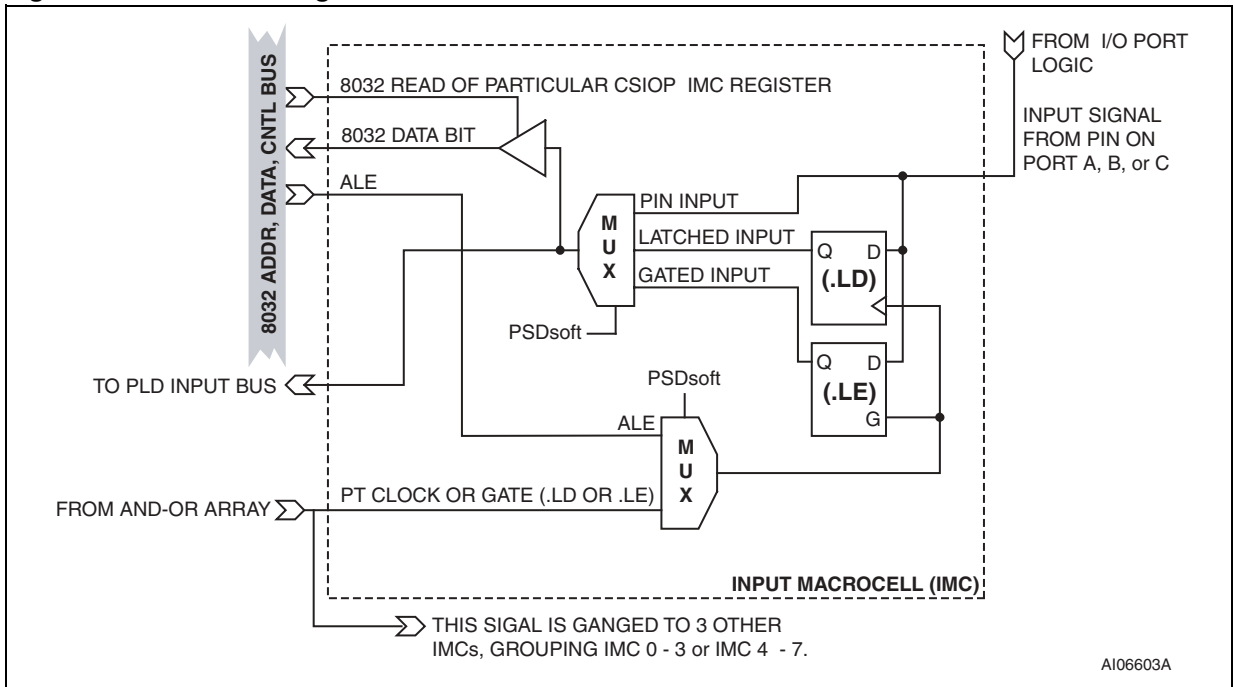 8032 ADDR, DATA, CNTL BUS
8032 READ OF PARTICULAR CSIOP IMC REGISTER
8032 DATA BIT
ALE
FROM I/O PORT
LOGIC
INPUT SIGNAL
FROM PIN ON
PORT A, B, or C
MUX
PIN INPUT
LATCHED INPUT
GATED INPUT
Q D
(.LD)
PSDsoft
Q D
(.LE)
G
TO PLD INPUT BUS
PSDsoft
ALE
MUX
PT CLOCK OR GATE (.LD OR .LE)
FROM AND-OR ARRAY
INPUT MACROCELL (IMC)
THIS SIGAL IS GANGED TO 3 OTHER
IMCs, GROUPING IMC 0 - 3 or IMC 4 - 7.
AI06603A